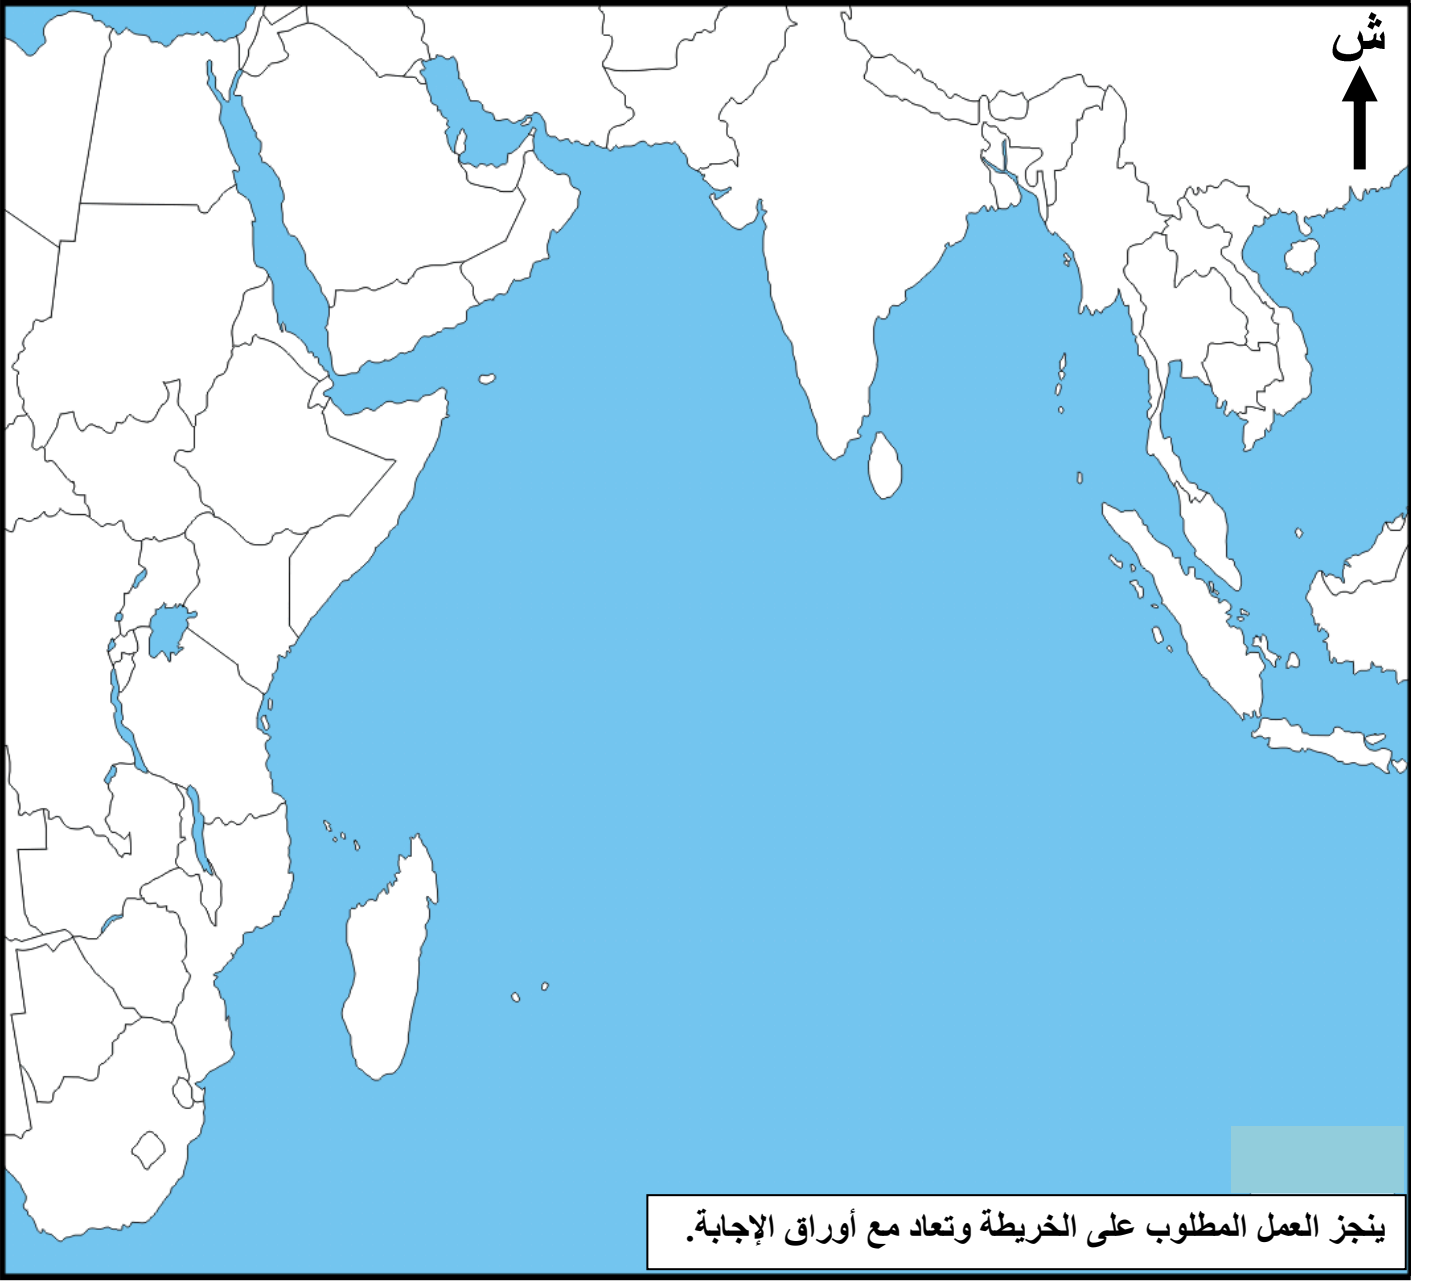 ش
ينجز العمل المطلوب على الخريطة وتعاد مع أوراق الإجابة.